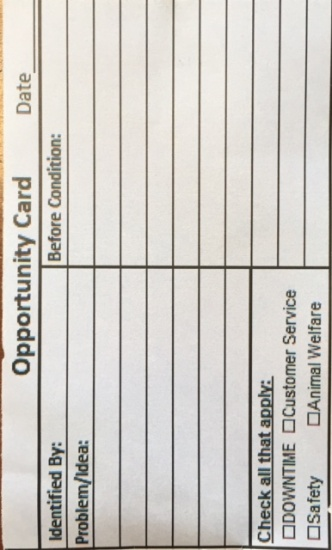 Opportunity Card Date
Identified By: Before Condition:
Problem/Idea:
Check all that apply:
☐DOWNTIME ☐Customer Service
☐Safety ☐Animal Welfare